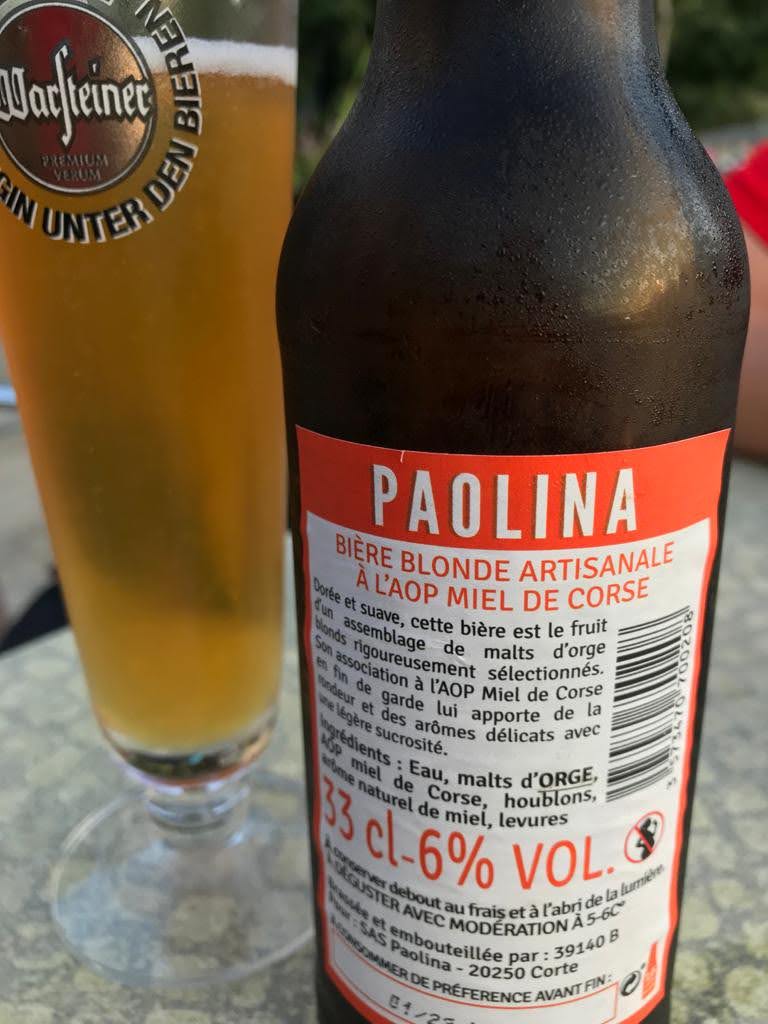 Warsteiner
PREMIUM
VERUM
GIN UNTER DEN BIEREN
PAOLINA
BIÈRE BLONDE ARTISANALE
À L'AOP MIEL DE CORSE
Dorée et suave, cette bière est le fruit
d'un assemblage de malts d'orge
blonds rigoureusement sélectionnés.
Son association à l'AOP Miel de Corse
en fin de garde lui apporte de la
rondeur et des arômes délicats avec
une légère sucrosité.
Ingrédients : Eau, malts d'ORGE,
AOP miel de Corse, houblons,
arôme naturel de miel, levures
33 cl-6% VOL.
À conserver debout au frais et à l'abri de la lumière.
À DÉGUSTER AVEC MODÉRATION À 5-6C°
Brassée et embouteillée par : 39140 B
Pour : SAS Paolina - 20250 Corte
À CONSOMMER DE PRÉFERENCE AVANT FIN :